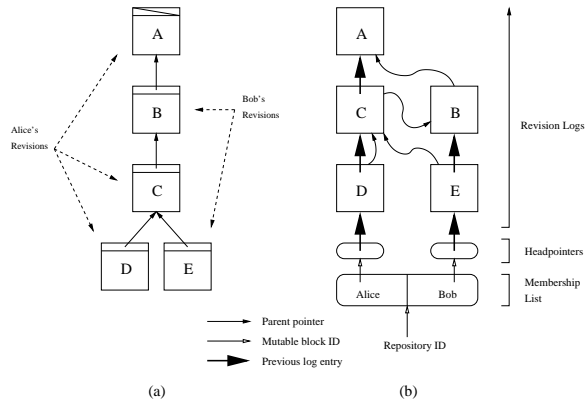 A
B
C
D
E
Alice's
Revisions
Bob's
Revisions
A
C
B
D
E
Alice
Bob
Repository ID
Revision Logs
Headpointers
Membership
List
Parent pointer
Mutable block ID
Previous log entry
(a)
(b)